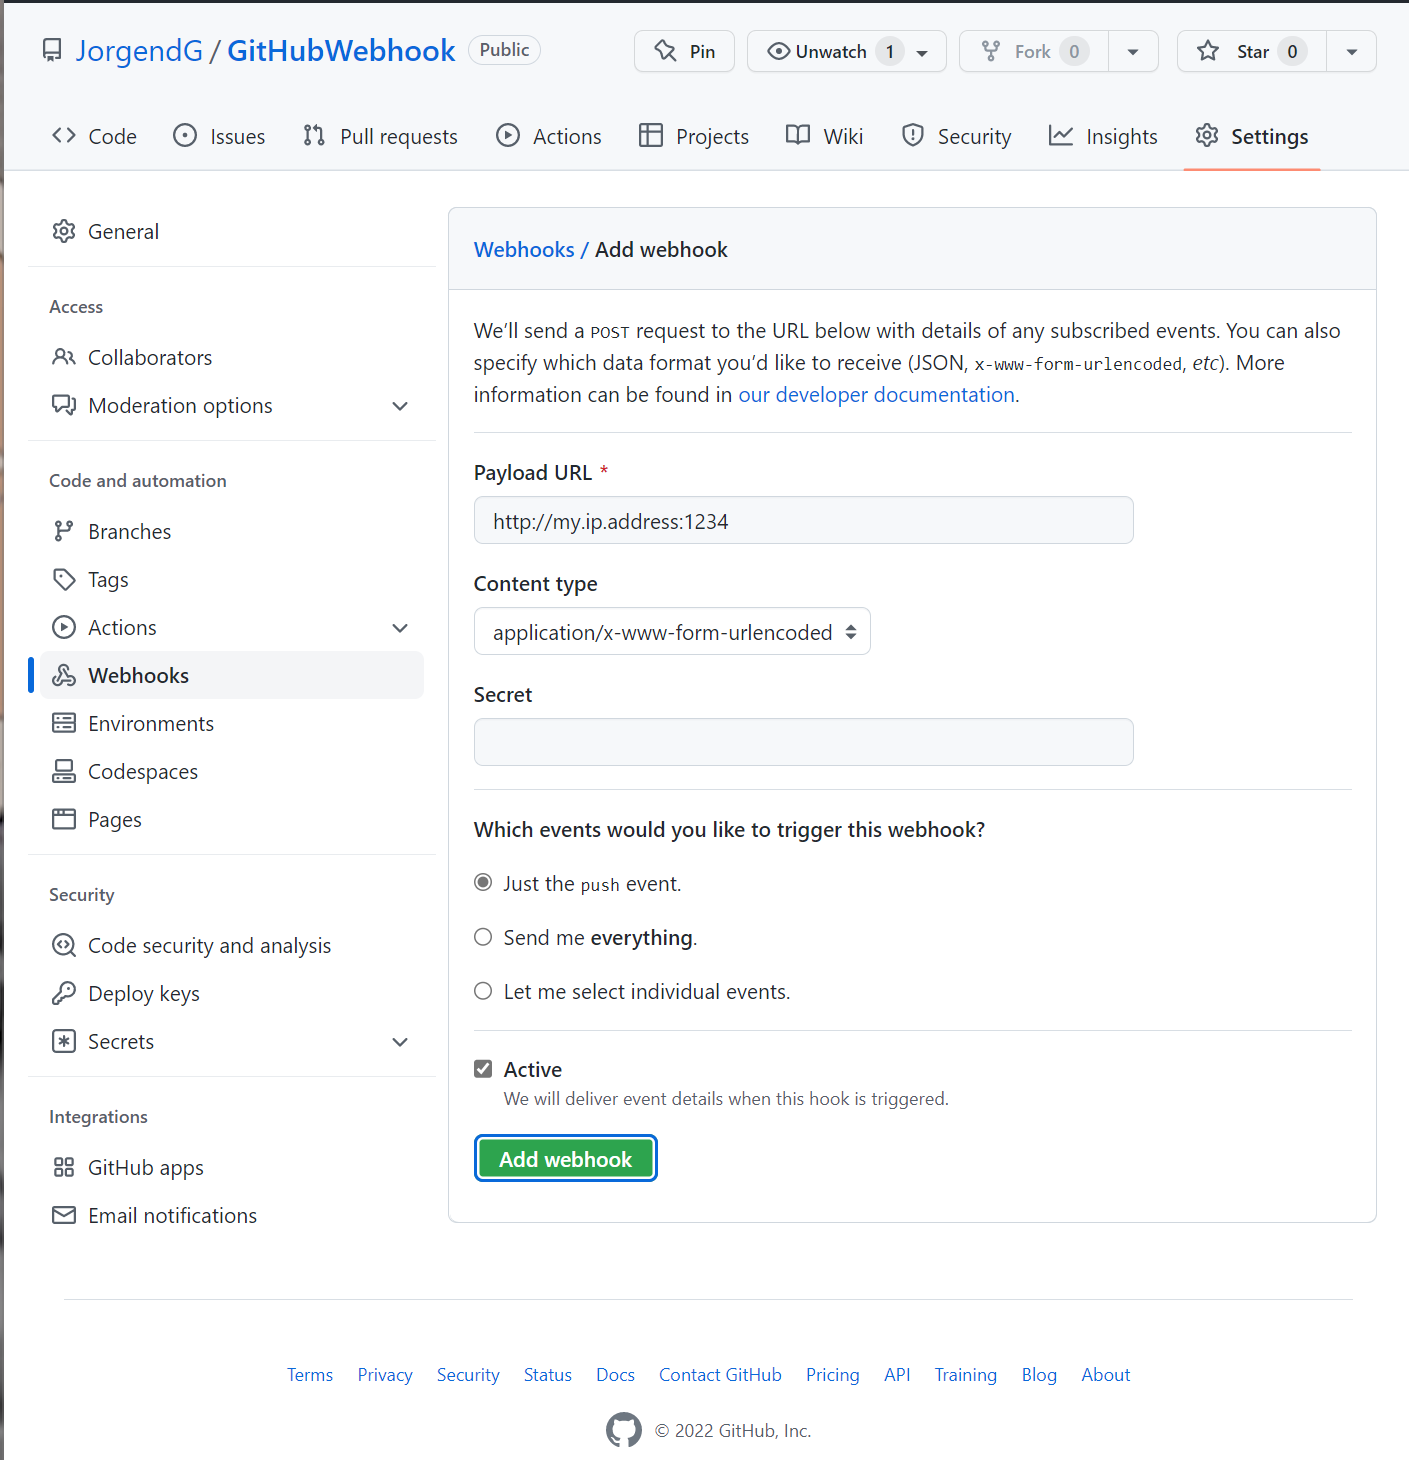 JorgendG / GitHubWebhook Public Pin Unwatch 1 Fork 0 Star 0
Code Issues Pull requests Actions Projects Wiki Security Insights Settings
General
Access
Collaborators
Moderation options
Code and automation
Branches
Tags
Actions
Webhooks
Environments
Codespaces
Pages
Security
Code security and analysis
Deploy keys
Secrets
Integrations
GitHub apps
Email notifications
Webhooks / Add webhook
We’ll send a POST request to the URL below with details of any subscribed events. You can also
specify which data format you’d like to receive (JSON, x-www-form-urlencoded, etc). More
information can be found in our developer documentation.
Payload URL *
http://my.ip.address:1234
Content type
application/x-www-form-urlencoded
Secret
Which events would you like to trigger this webhook?
Just the push event.
Send me everything.
Let me select individual events.
Active
We will deliver event details when this hook is triggered.
Add webhook
Terms Privacy Security Status Docs Contact GitHub Pricing API Training Blog About
© 2022 GitHub, Inc.